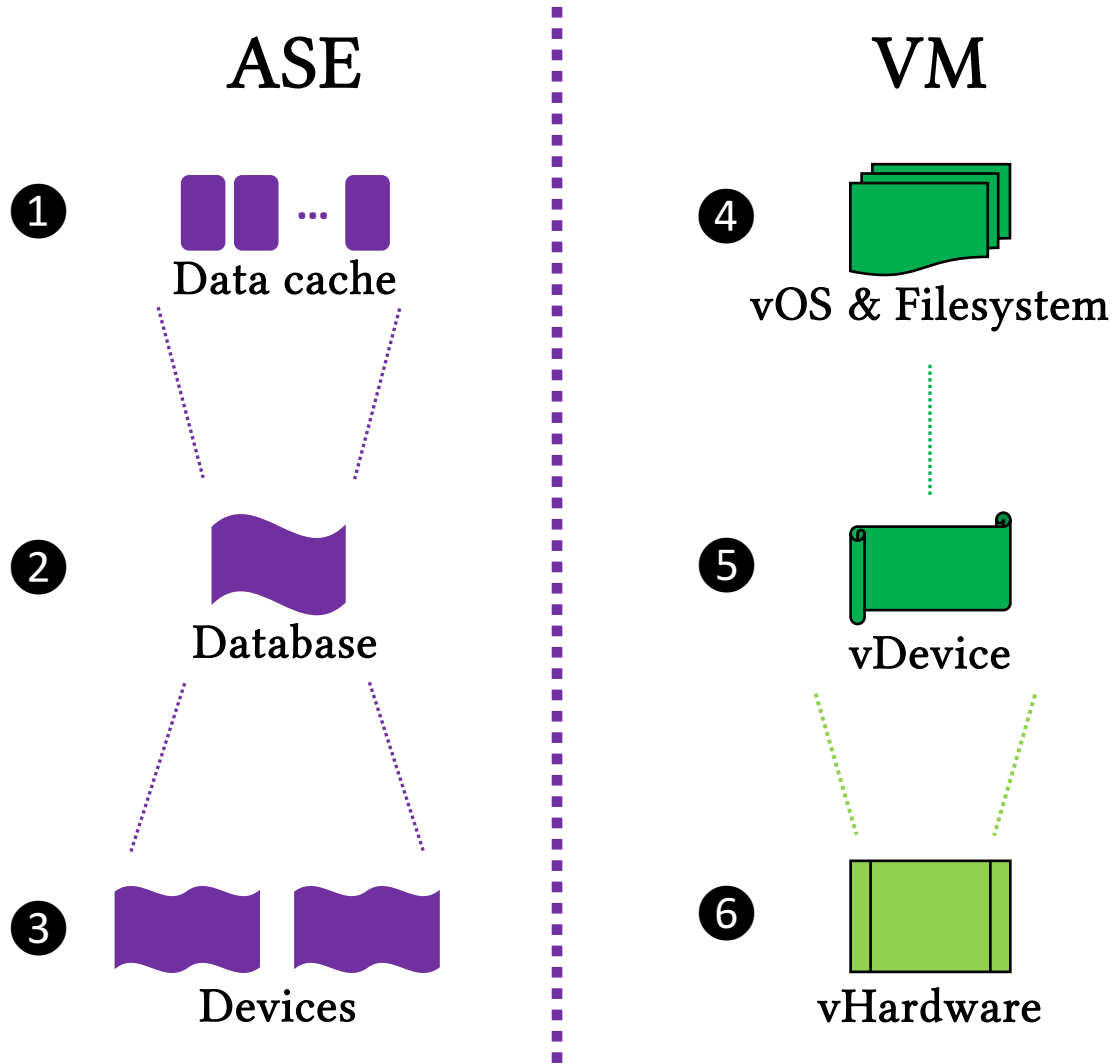 ASE
1
Data cache
2
Database
3
Devices
VM
4
vOS & Filesystem
5
vDevice
6
vHardware